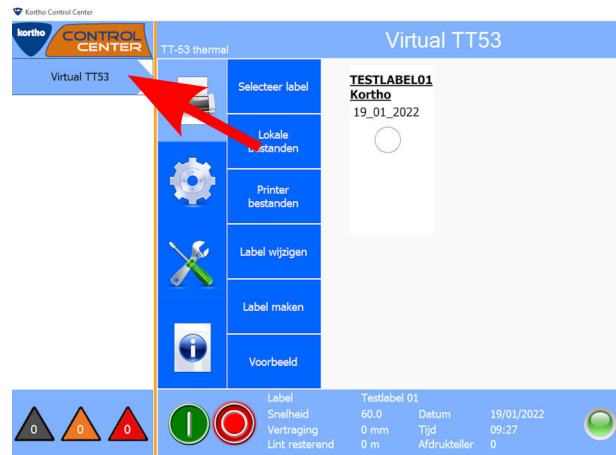 Kortho Control Center
kortho
CONTROL
CENTER
TT-53 thermal
Virtual TT53
Virtual TT53
Selecteer label
Lokale
bestanden
Printer
bestanden
Label wijzigen
Label maken
Voorbeeld
TESTLABEL01
Kortho
19_01_2022
0
0
0
Label Testlabel 01
Snelheid 60.0 Datum 19/01/2022
Vertraging 0 mm Tijd 09:27
Lint resterend 0 m Afdrukteller 0